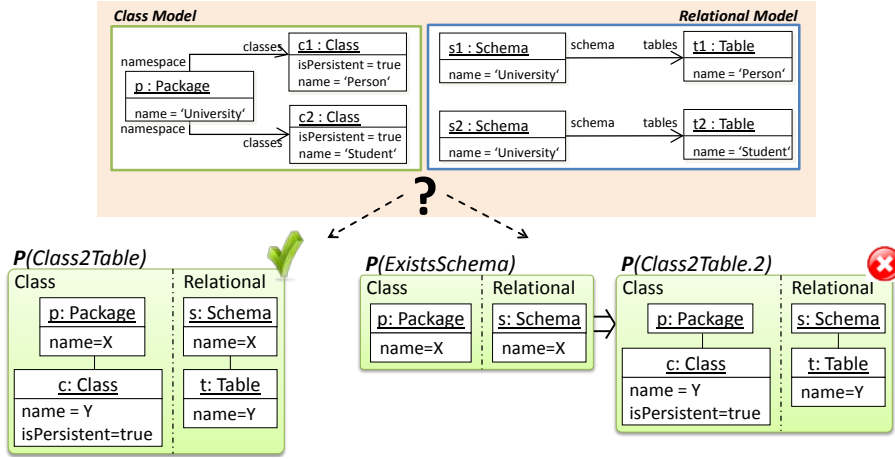 Class Model
Relational Model
namespace
classes
c1 : Class
isPersistent = true
name = ‘Person‘
p : Package
name = ‘University‘
namespace
classes
c2 : Class
isPersistent = true
name = ‘Student‘
s1 : Schema
name = ‘University‘
schema
tables
t1 : Table
name = ‘Person‘
s2 : Schema
name = ‘University‘
schema
tables
t2 : Table
name = ‘Student‘
?
P(Class2Table)
Class
Relational
p: Package
name=X
s: Schema
name=X
c: Class
name = Y
isPersistent=true
t: Table
name=Y
P(ExistsSchema)
Class
Relational
p: Package
name=X
s: Schema
name=X
P(Class2Table.2)
Class
Relational
p: Package
s: Schema
c: Class
name = Y
isPersistent=true
t: Table
name=Y